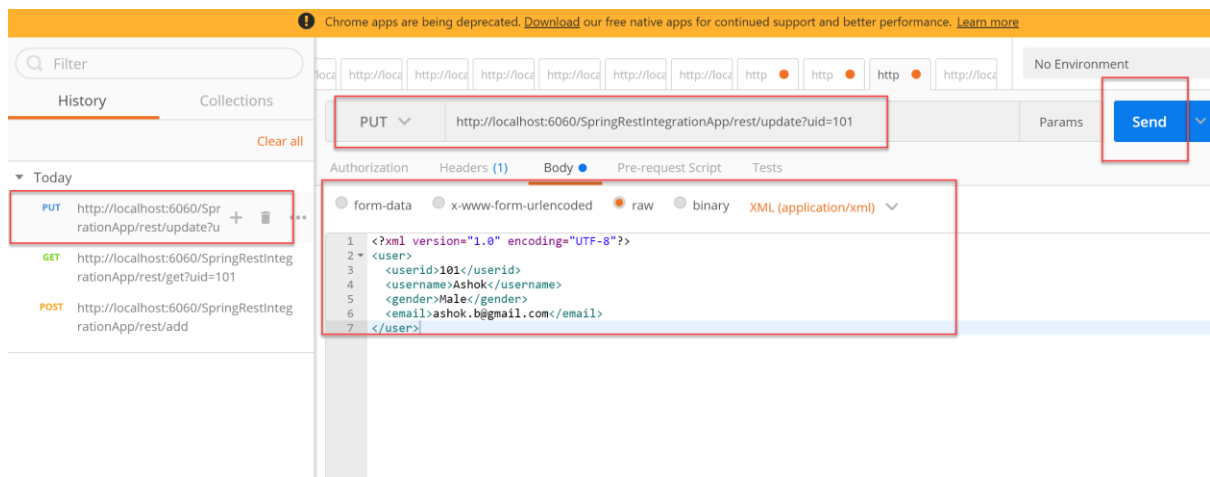 Chrome apps are being deprecated. Download our free native apps for continued support and better performance. Learn more
Filter
History Collections
Clear all
Today
PUT http://localhost:6060/Spr
rationApp/rest/update?u
GET http://localhost:6060/SpringRestInteg
rationApp/rest/get?uid=101
POST http://localhost:6060/SpringRestInteg
rationApp/rest/add
loca http://loca http://loca http://loca http://loca http://loca http://loca http http http http://loca
No Environment
PUT http://localhost:6060/SpringRestIntegrationApp/rest/update?uid=101 Params Send
Authorization Headers (1) Body Pre-request Script Tests
form-data x-www-form-urlencoded raw binary XML (application/xml)
1 <?xml version="1.0" encoding="UTF-8"?>
2 <user>
3 <userid>101</userid>
4 <username>Ashok</username>
5 <gender>Male</gender>
6 <email>ashok.b@gmail.com</email>
7 </user>